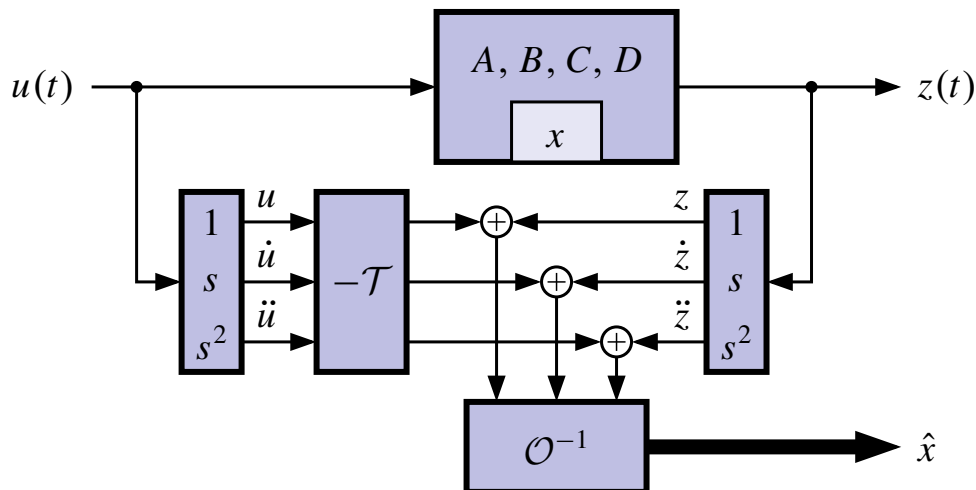 u(t)
A, B, C, D
x
z(t)
u
u̇
ü
1
s
s²
−𝒯
+
+
+
z
ż
z̈
1
s
s²
𝒪⁻¹
x̂